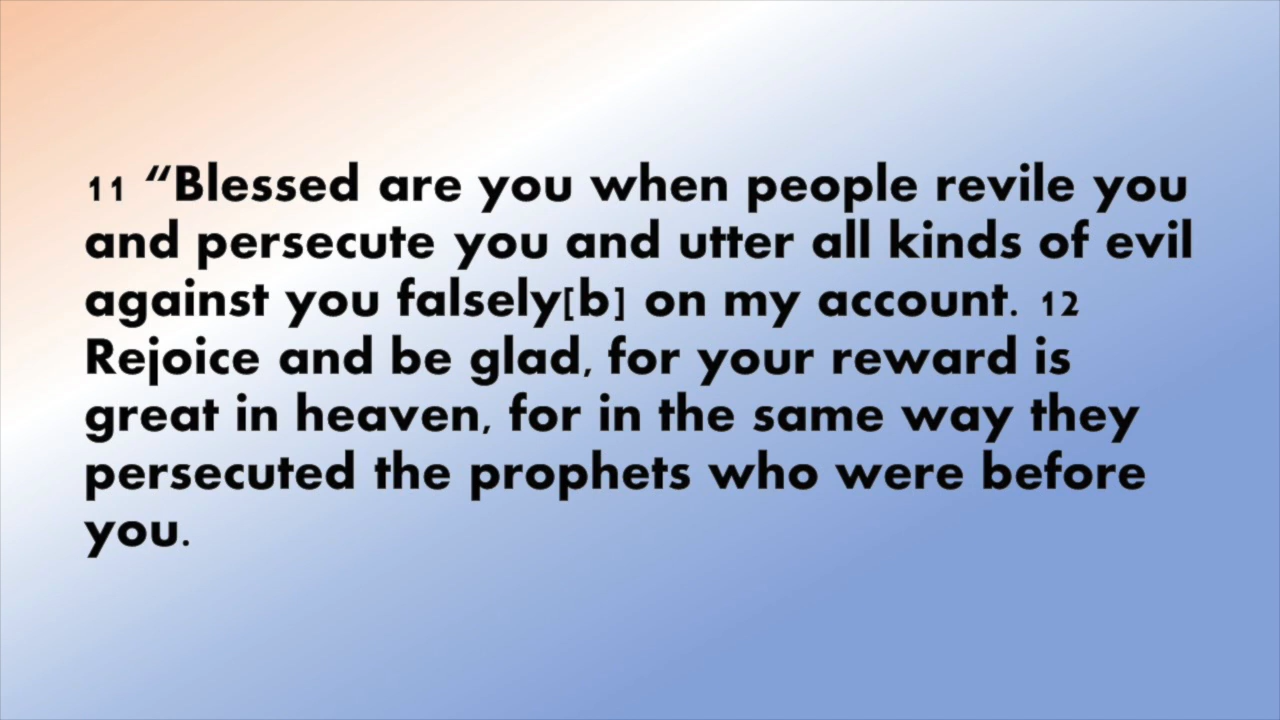 11 “Blessed are you when people revile you
and persecute you and utter all kinds of evil
against you falsely[b] on my account. 12
Rejoice and be glad, for your reward is
great in heaven, for in the same way they
persecuted the prophets who were before
you.